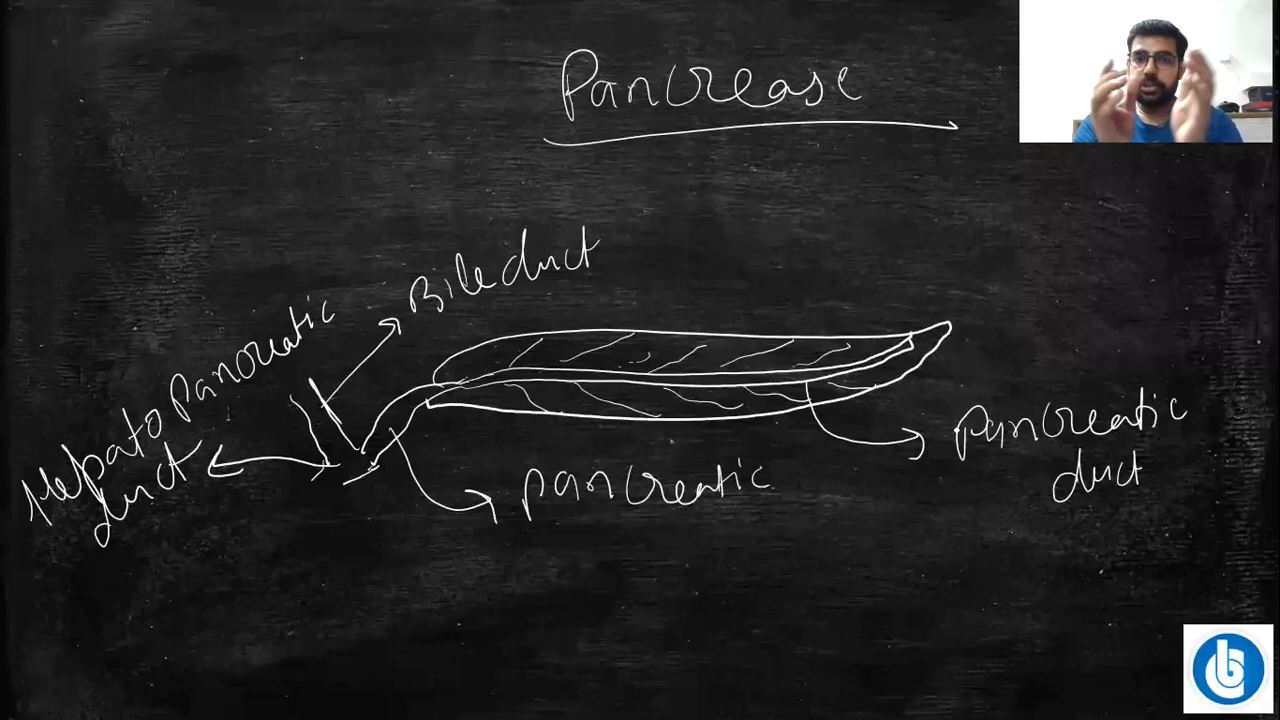 Pancrease
Bile duct
Hepato Pancreatic
duct
Pancreatic
duct
pancreatic